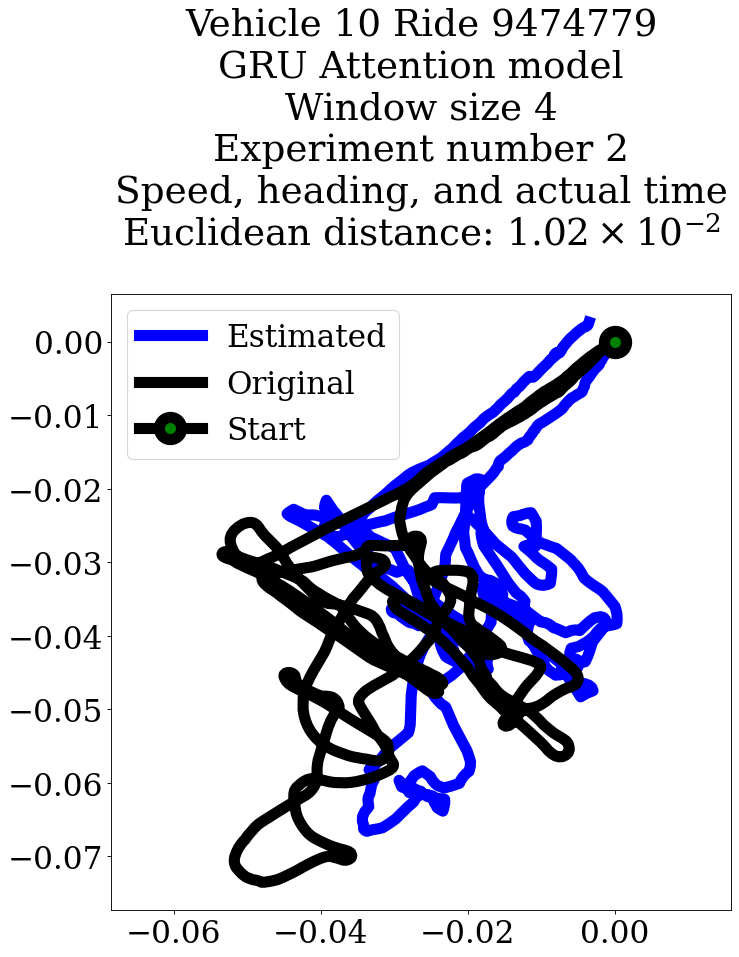 Vehicle 10 Ride 9474779
GRU Attention model
Window size 4
Experiment number 2
Speed, heading, and actual time
Euclidean distance: 1.02 × 10⁻²
Estimated
Original
Start
0.00
−0.01
−0.02
−0.03
−0.04
−0.05
−0.06
−0.07
−0.06 −0.04 −0.02 0.00